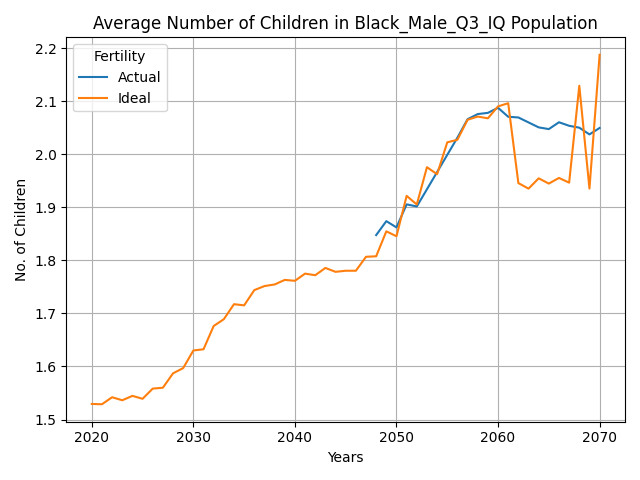 Average Number of Children in Black_Male_Q3_IQ Population
Fertility
Actual
Ideal
No. of Children
2.2
2.1
2.0
1.9
1.8
1.7
1.6
1.5
2020 2030 2040 2050 2060 2070
Years